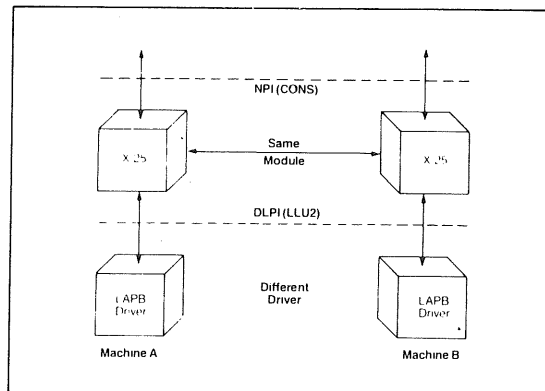 NPI (CONS)
X.25
Same
Module
X.25
DLPI (LLU2)
LAPB
Driver
Different
Driver
LAPB
Driver
Machine A
Machine B